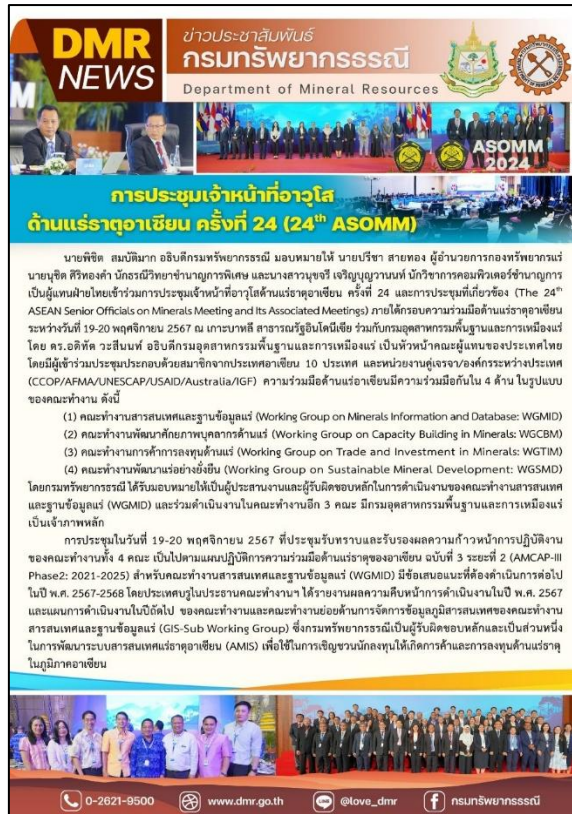 DMR
NEWS
ข่าวประชาสัมพันธ์
กรมทรัพยากรธรณี
Department of Mineral Resources
ASOMM
2024
การประชุมเจ้าหน้าที่อาวุโส
ด้านแร่ธาตุอาเซียน ครั้งที่ 24 (24th ASOMM)
นายพิชิต สมบัติมาก อธิบดีกรมทรัพยากรธรณี มอบหมายให้ นายปรีชา สายทอง ผู้อำนวยการกองทรัพยากรแร่
นายนุชิต ศิริทองคำ นักธรณีวิทยาชำนาญการพิเศษ และนางสาวนุชจรี เจริญบุญวานนท์ นักวิชาการคอมพิวเตอร์ชำนาญการ
เป็นผู้แทนฝ่ายไทยเข้าร่วมการประชุมเจ้าหน้าที่อาวุโสด้านแร่ธาตุอาเซียน ครั้งที่ 24 และการประชุมที่เกี่ยวข้อง (The 24th
ASEAN Senior Officials on Minerals Meeting and Its Associated Meetings) ภายใต้กรอบความร่วมมือด้านแร่ธาตุอาเซียน
ระหว่างวันที่ 19-20 พฤศจิกายน 2567 ณ เกาะบาหลี สาธารณรัฐอินโดนีเซีย ร่วมกับกรมอุตสาหกรรมพื้นฐานและการเหมืองแร่
โดย ดร.อดิทัต วะสีนนท์ อธิบดีกรมอุตสาหกรรมพื้นฐานและการเหมืองแร่ เป็นหัวหน้าคณะผู้แทนของประเทศไทย
โดยมีผู้เข้าร่วมประชุมประกอบด้วยสมาชิกจากประเทศอาเซียน 10 ประเทศ และหน่วยงานคู่เจรจา/องค์กรระหว่างประเทศ
(CCOP/AFMA/UNESCAP/USAID/Australia/IGF) ความร่วมมือด้านแร่อาเซียนมีความร่วมมือกันใน 4 ด้าน ในรูปแบบ
ของคณะทำงาน ดังนี้
(1) คณะทำงานสารสนเทศและฐานข้อมูลแร่ (Working Group on Minerals Information and Database: WGMID)
(2) คณะทำงานพัฒนาศักยภาพบุคลากรด้านแร่ (Working Group on Capacity Building in Minerals: WGCBM)
(3) คณะทำงานการค้าการลงทุนด้านแร่ (Working Group on Trade and Investment in Minerals: WGTIM)
(4) คณะทำงานพัฒนาแร่อย่างยั่งยืน (Working Group on Sustainable Mineral Development: WGSMD)
โดยกรมทรัพยากรธรณี ได้รับมอบหมายให้เป็นผู้ประสานงานและผู้รับผิดชอบหลักในการดำเนินงานของคณะทำงานสารสนเทศ
และฐานข้อมูลแร่ (WGMID) และร่วมดำเนินงานในคณะทำงานอีก 3 คณะ มีกรมอุตสาหกรรมพื้นฐานและการเหมืองแร่
เป็นเจ้าภาพหลัก
การประชุมในวันที่ 19-20 พฤศจิกายน 2567 ที่ประชุมรับทราบและรับรองผลความก้าวหน้าการปฏิบัติงาน
ของคณะทำงานทั้ง 4 คณะ เป็นไปตามแผนปฏิบัติการความร่วมมือด้านแร่ธาตุของอาเซียน ฉบับที่ 3 ระยะที่ 2 (AMCAP-III
Phase2: 2021-2025) สำหรับคณะทำงานสารสนเทศและฐานข้อมูลแร่ (WGMID) มีข้อเสนอแนะที่ต้องดำเนินการต่อไป
ในปี พ.ศ. 2567-2568 โดยประเทศบรูไนประธานคณะทำงานฯ ได้รายงานผลความคืบหน้าการดำเนินงานในปี พ.ศ. 2567
และแผนการดำเนินงานในปีถัดไป ของคณะทำงานและคณะทำงานย่อยด้านการจัดการข้อมูลภูมิสารสนเทศของคณะทำงาน
สารสนเทศและฐานข้อมูลแร่ (GIS-Sub Working Group) ซึ่งกรมทรัพยากรธรณีเป็นผู้รับผิดชอบหลักและเป็นส่วนหนึ่ง
ในการพัฒนาระบบสารสนเทศแร่ธาตุอาเซียน (AMIS) เพื่อใช้ในการเชิญชวนนักลงทุนให้เกิดการค้าและการลงทุนด้านแร่ธาตุ
ในภูมิภาคอาเซียน
0-2621-9500
www.dmr.go.th
@love_dmr
กรมทรัพยากรธรณี